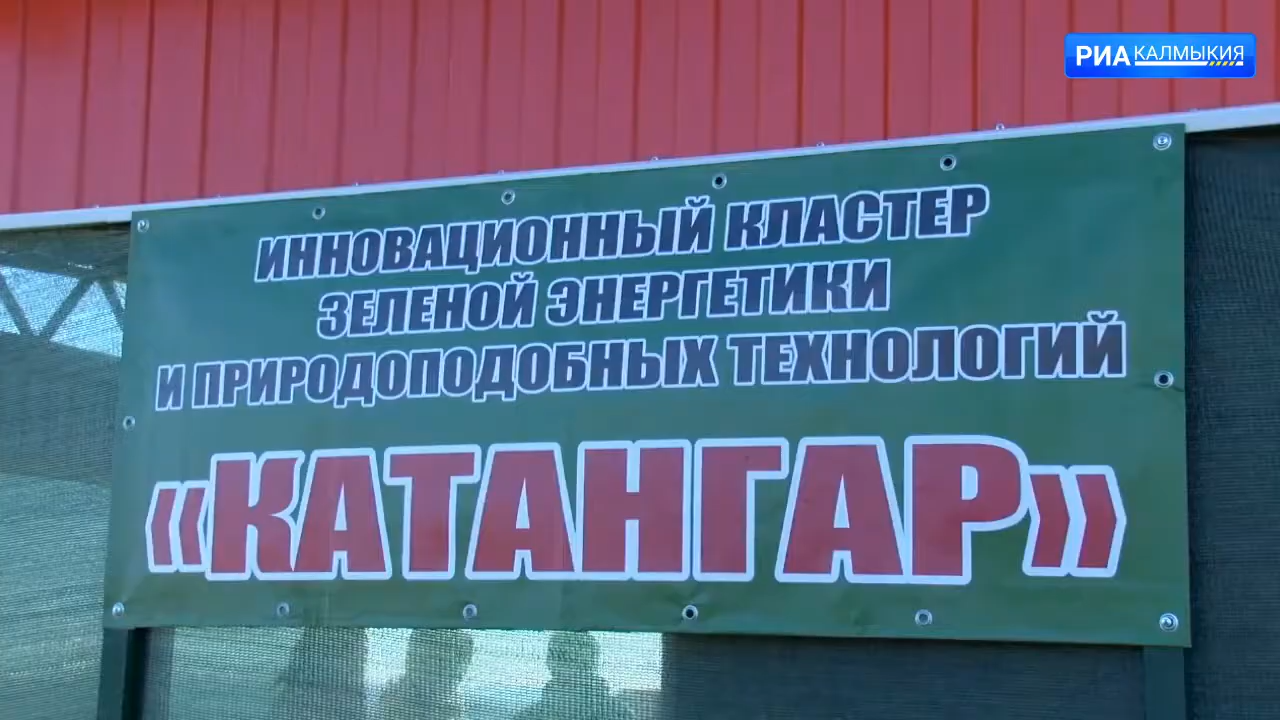 РИА КАЛМЫКИЯ
ИННОВАЦИОННЫЙ КЛАСТЕР
ЗЕЛЕНОЙ ЭНЕРГЕТИКИ
И ПРИРОДОПОДОБНЫХ ТЕХНОЛОГИЙ
«КАТАНГАР»